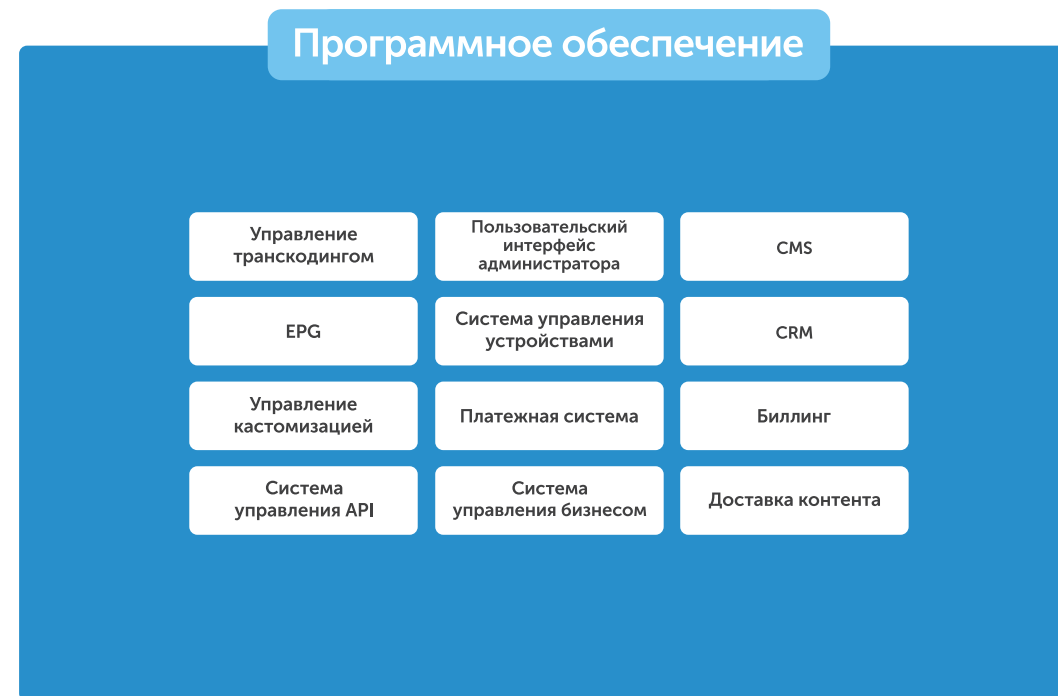 Программное обеспечение
Управление
транскодингом
Пользовательский
интерфейс
администратора
CMS
EPG
Система управления
устройствами
CRM
Управление
кастомизацией
Платежная система
Биллинг
Система
управления API
Система
управления бизнесом
Доставка контента